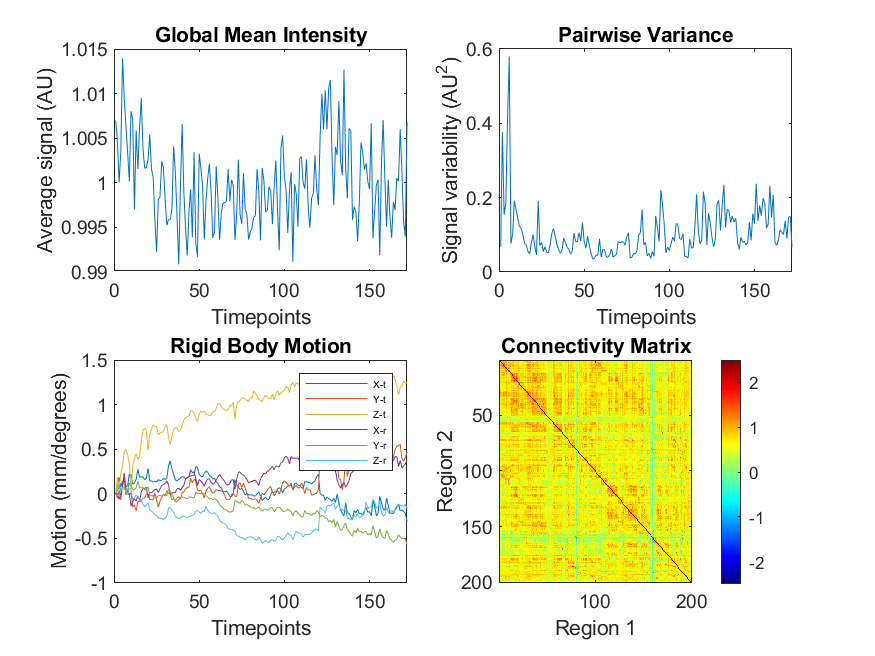 Global Mean Intensity
Average signal (AU)
1.015
1.01
1.005
1
0.995
0.99
0
50
100
150
Timepoints
Pairwise Variance
Signal variability (AU²)
0.6
0.4
0.2
0
0
50
100
150
Timepoints
Rigid Body Motion
Motion (mm/degrees)
1.5
1
0.5
0
-0.5
-1
0
50
100
150
Timepoints
X-t
Y-t
Z-t
X-r
Y-r
Z-r
Connectivity Matrix
Region 2
50
100
150
200
100
200
Region 1
2
1
0
-1
-2